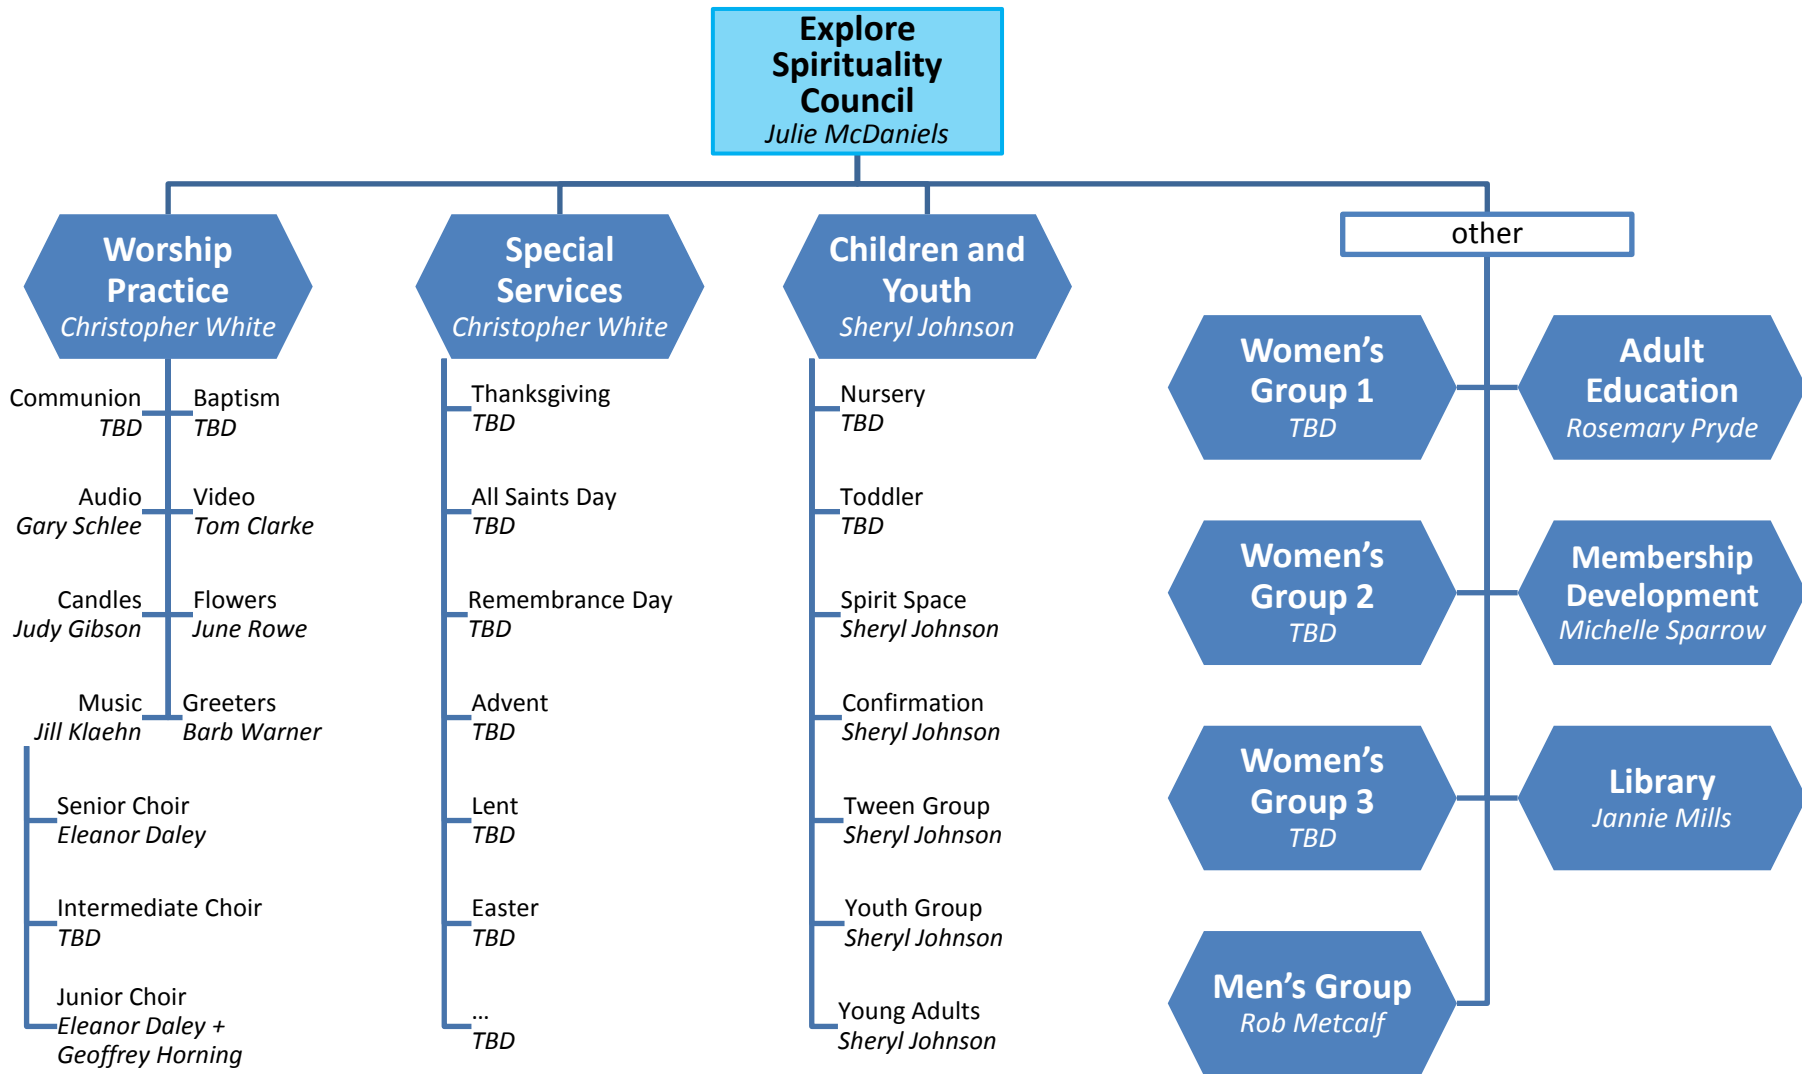 Explore
Spirituality
Council
Julie McDaniels
Worship
Practice
Christopher White
Communion
TBD
Baptism
TBD
Audio
Gary Schlee
Video
Tom Clarke
Candles
Judy Gibson
Flowers
June Rowe
Music
Jill Klaehn
Greeters
Barb Warner
Senior Choir
Eleanor Daley
Intermediate Choir
TBD
Junior Choir
Eleanor Daley +
Geoffrey Horning
Special
Services
Christopher White
Thanksgiving
TBD
All Saints Day
TBD
Remembrance Day
TBD
Advent
TBD
Lent
TBD
Easter
TBD
...
TBD
Children and
Youth
Sheryl Johnson
Nursery
TBD
Toddler
TBD
Spirit Space
Sheryl Johnson
Confirmation
Sheryl Johnson
Tween Group
Sheryl Johnson
Youth Group
Sheryl Johnson
Young Adults
Sheryl Johnson
other
Women’s
Group 1
TBD
Adult
Education
Rosemary Pryde
Women’s
Group 2
TBD
Membership
Development
Michelle Sparrow
Women’s
Group 3
TBD
Library
Jannie Mills
Men’s Group
Rob Metcalf